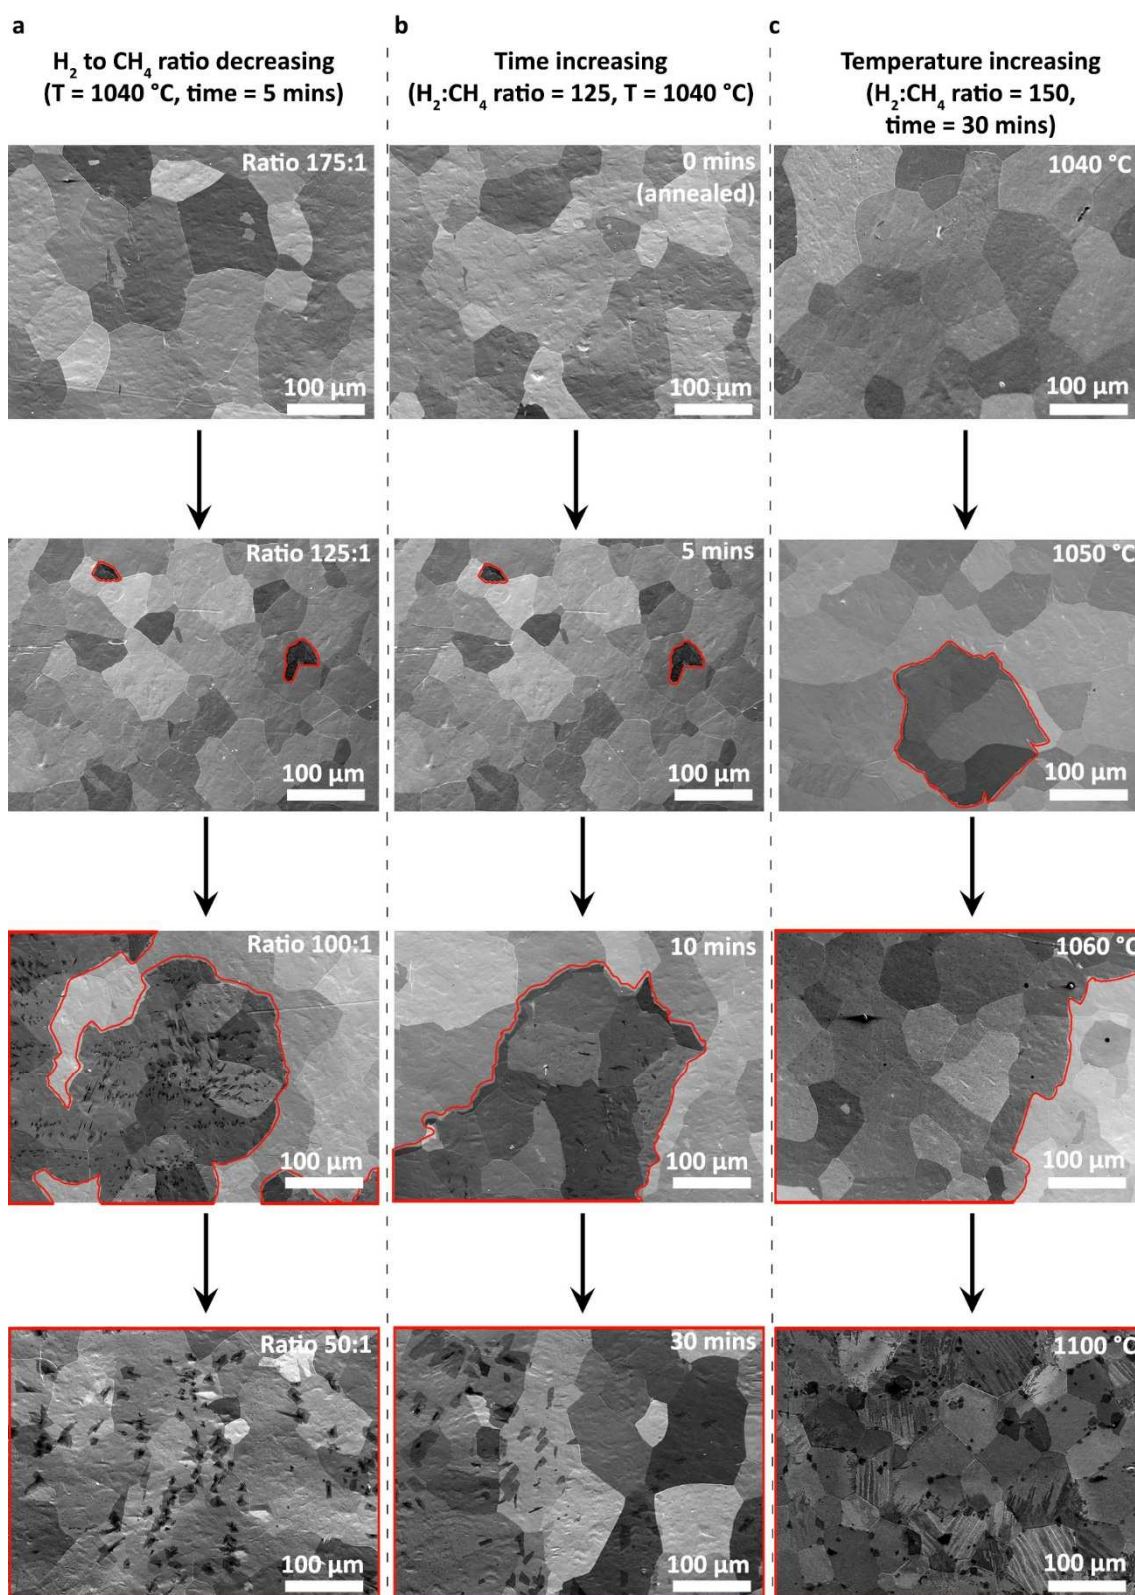 a
H₂ to CH₄ ratio decreasing
(T = 1040 °C, time = 5 mins)
b
Time increasing
(H₂:CH₄ ratio = 125, T = 1040 °C)
c
Temperature increasing
(H₂:CH₄ ratio = 150,
time = 30 mins)
Ratio 175:1
100 µm
0 mins
(annealed)
100 µm
1040 °C
100 µm
Ratio 125:1
100 µm
5 mins
100 µm
1050 °C
100 µm
Ratio 100:1
100 µm
10 mins
100 µm
1060 °C
100 µm
Ratio 50:1
100 µm
30 mins
100 µm
1100 °C
100 µm